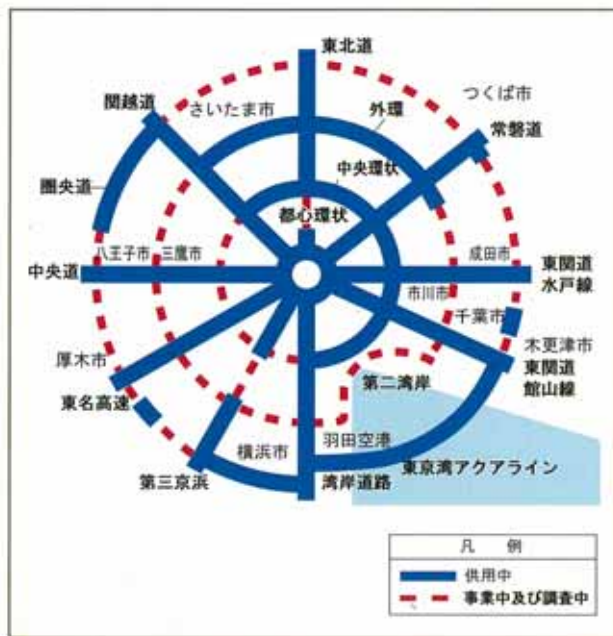 東北道
つくば市
関越道
さいたま市
外環
常磐道
中央環状
圏央道
都心環状
八王子市
三鷹市
成田市
中央道
東関道
水戸線
市川市
千葉市
木更津市
厚木市
東関道
館山線
第二湾岸
東名高速
羽田空港
横浜市
東京湾アクアライン
第三京浜
湾岸道路
凡 例
供用中
事業中及び調査中